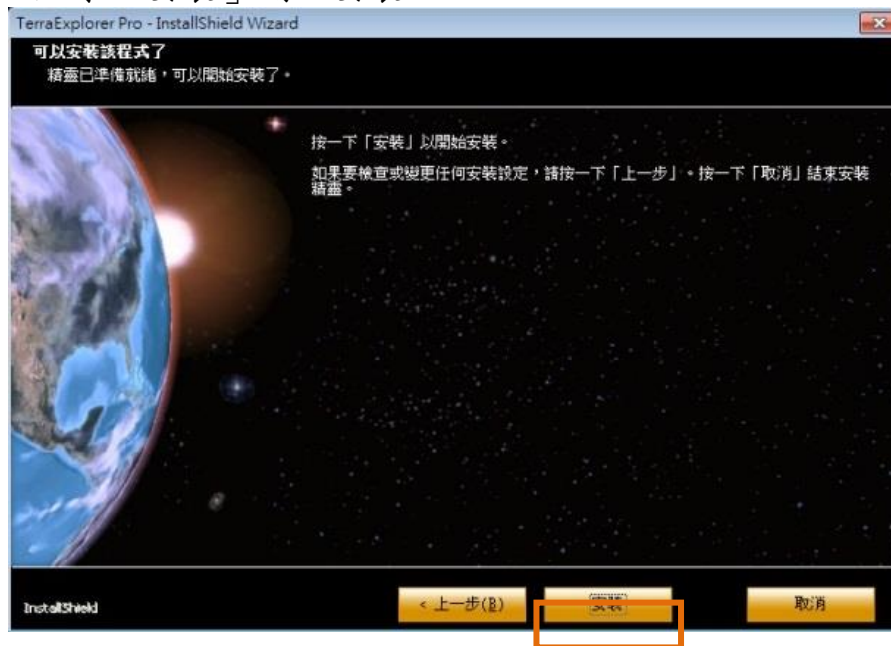 TerraExplorer Pro - InstallShield Wizard
可以安裝該程式了
精靈已準備就緒，可以開始安裝了。
按一下「安裝」以開始安裝。
如果要檢查或變更任何安裝設定，請按一下「上一步」。按一下「取消」結束安裝
精靈。
InstallShield
< 上一步(B)
安裝
取消